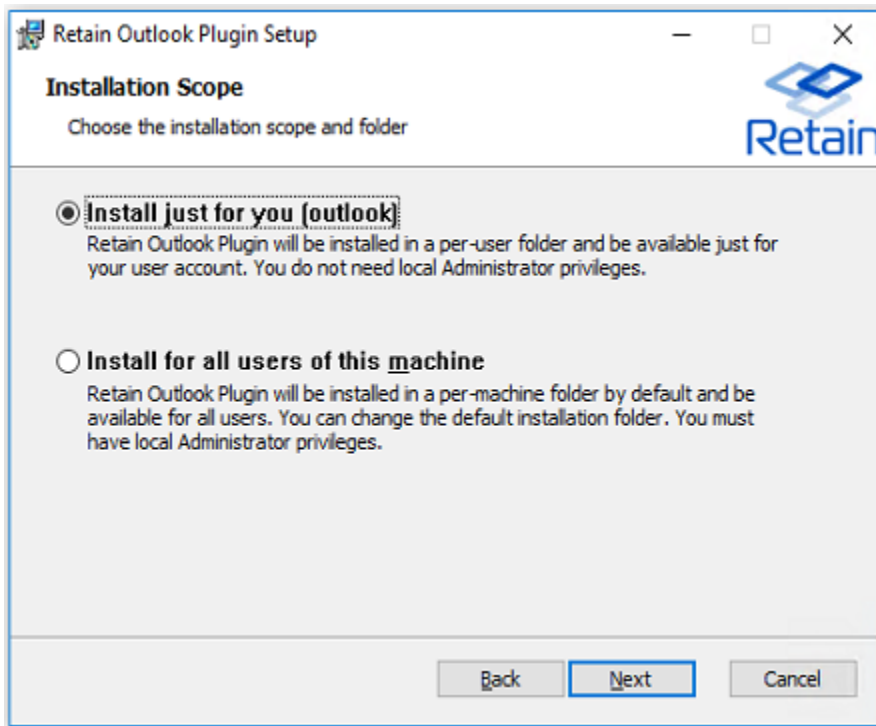 Retain Outlook Plugin Setup
Installation Scope
Choose the installation scope and folder
Retain
Install just for you (outlook)
Retain Outlook Plugin will be installed in a per-user folder and be available just for
your user account. You do not need local Administrator privileges.
Install for all users of this machine
Retain Outlook Plugin will be installed in a per-machine folder by default and be
available for all users. You can change the default installation folder. You must
have local Administrator privileges.
Back Next Cancel